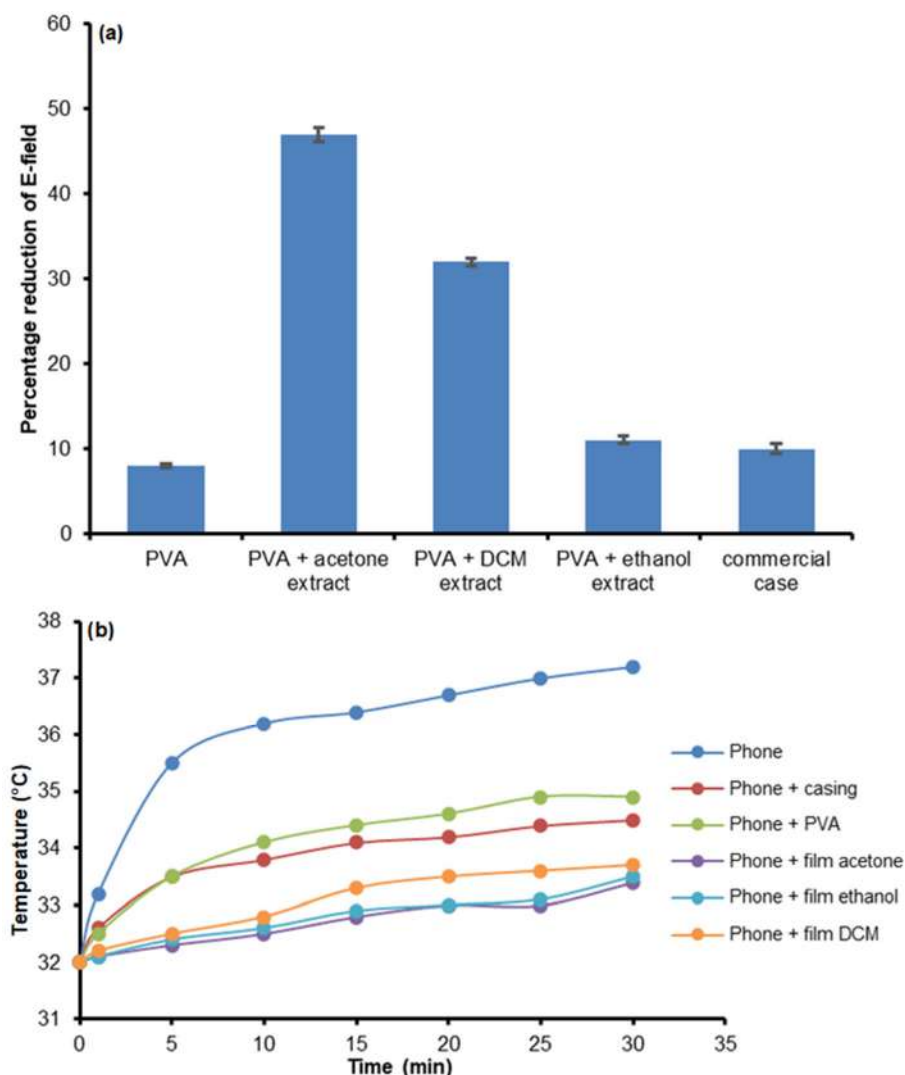 (a)
Percentage reduction of E-field
60
50
40
30
20
10
0
PVA
PVA + acetone
extract
PVA + DCM
extract
PVA + ethanol
extract
commercial
case
(b)
Temperature (°C)
38
37
36
35
34
33
32
31
0
5
10
15
20
25
30
35
Time (min)
Phone
Phone + casing
Phone + PVA
Phone + film acetone
Phone + film ethanol
Phone + film DCM